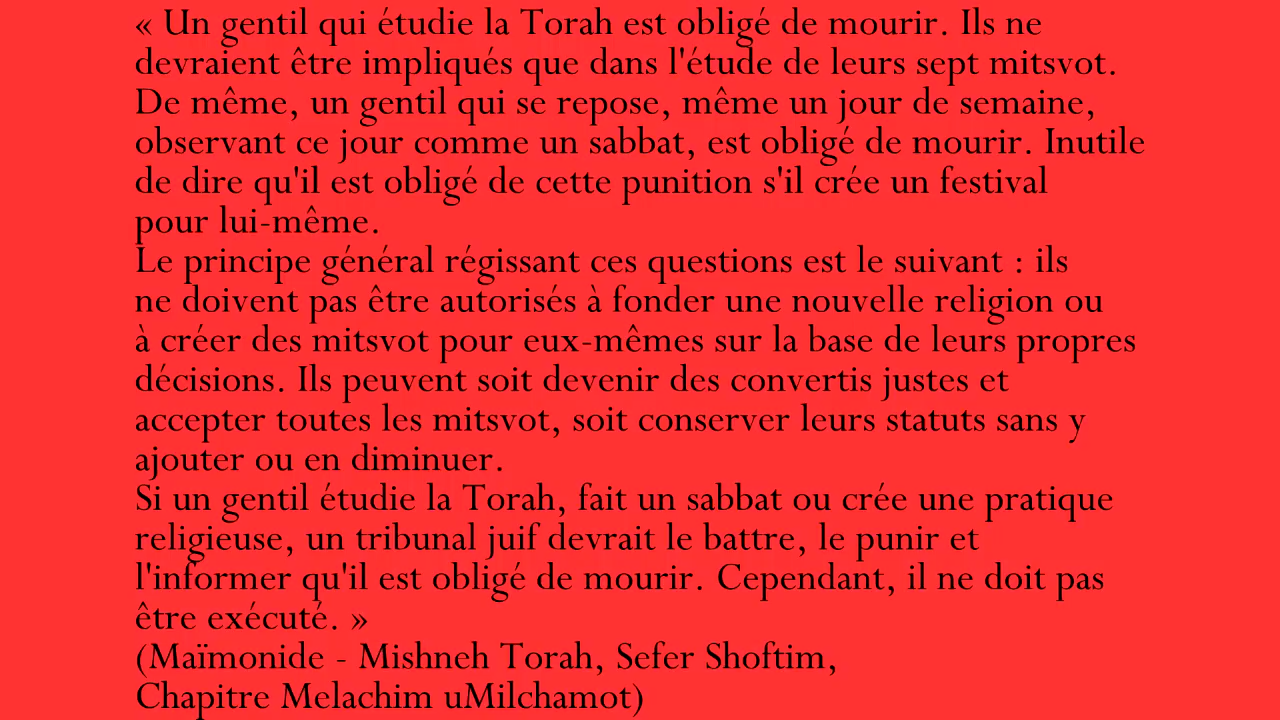 « Un gentil qui étudie la Torah est obligé de mourir. Ils ne
devraient être impliqués que dans l'étude de leurs sept mitsvot.
De même, un gentil qui se repose, même un jour de semaine,
observant ce jour comme un sabbat, est obligé de mourir. Inutile
de dire qu'il est obligé de cette punition s'il crée un festival
pour lui-même.
Le principe général régissant ces questions est le suivant : ils
ne doivent pas être autorisés à fonder une nouvelle religion ou
à créer des mitsvot pour eux-mêmes sur la base de leurs propres
décisions. Ils peuvent soit devenir des convertis justes et
accepter toutes les mitsvot, soit conserver leurs statuts sans y
ajouter ou en diminuer.
Si un gentil étudie la Torah, fait un sabbat ou crée une pratique
religieuse, un tribunal juif devrait le battre, le punir et
l'informer qu'il est obligé de mourir. Cependant, il ne doit pas
être exécuté. »
(Maïmonide - Mishneh Torah, Sefer Shoftim,
Chapitre Melachim uMilchamot)